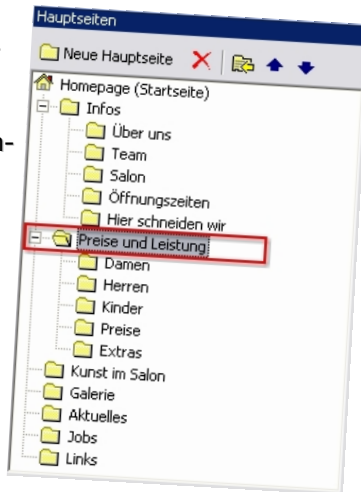 Hauptseiten
Neue Hauptseite
Homepage (Startseite)
Infos
Über uns
Team
Salon
Öffnungszeiten
Hier schneiden wir
Preise und Leistung
Damen
Herren
Kinder
Preise
Extras
Kunst im Salon
Galerie
Aktuelles
Jobs
Links